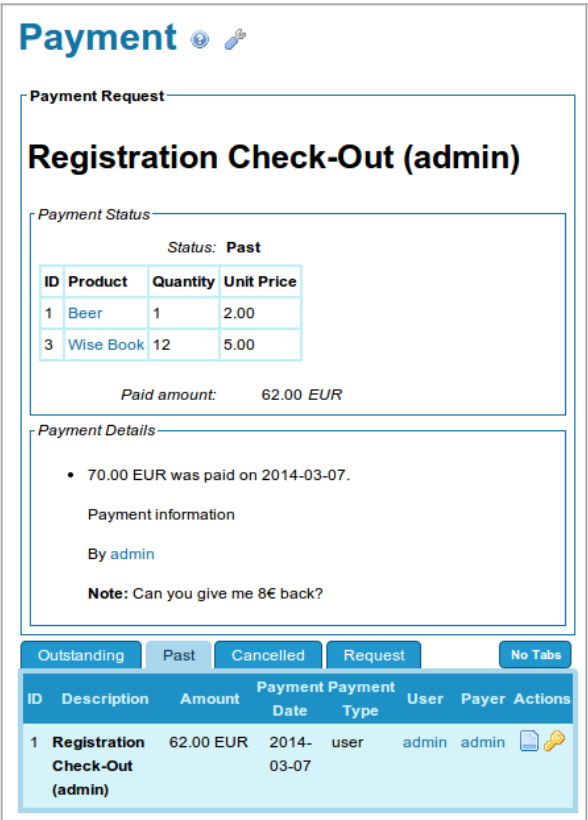 Payment
Payment Request
Registration Check-Out (admin)
Payment Status
Status: Past
ID Product Quantity Unit Price
1 Beer 1 2.00
3 Wise Book 12 5.00
Paid amount: 62.00 EUR
Payment Details
• 70.00 EUR was paid on 2014-03-07.
Payment information
By admin
Note: Can you give me 8€ back?
Outstanding Past Cancelled Request No Tabs
ID Description Amount Payment Date Payment Type User Payer Actions
1 Registration 62.00 EUR 2014- user admin admin
Check-Out 03-07
(admin)